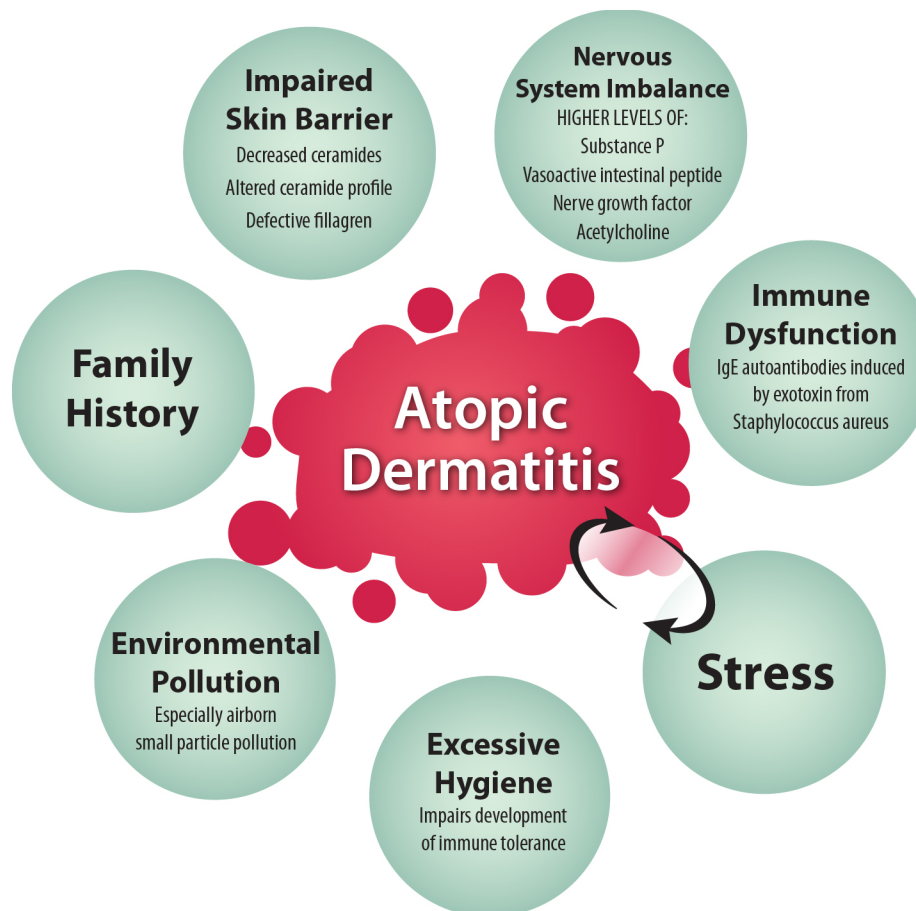 Impaired
Skin Barrier
Decreased ceramides
Altered ceramide profile
Defective fillagren
Nervous
System Imbalance
HIGHER LEVELS OF:
Substance P
Vasoactive intestinal peptide
Nerve growth factor
Acetylcholine
Immune
Dysfunction
IgE autoantibodies induced
by exotoxin from
Staphylococcus aureus
Family
History
Atopic
Dermatitis
Environmental
Pollution
Especially airborn
small particle pollution
Excessive
Hygiene
Impairs development
of immune tolerance
Stress